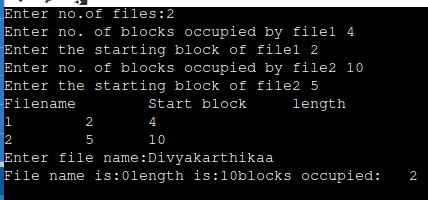 Enter no.of files:2
Enter no. of blocks occupied by file1 4
Enter the starting block of file1 2
Enter no. of blocks occupied by file2 10
Enter the starting block of file2 5
Filename        Start block     length
1        2       4
2        5       10
Enter file name:Divyakarthikaa
File name is:0length is:10blocks occupied:   2